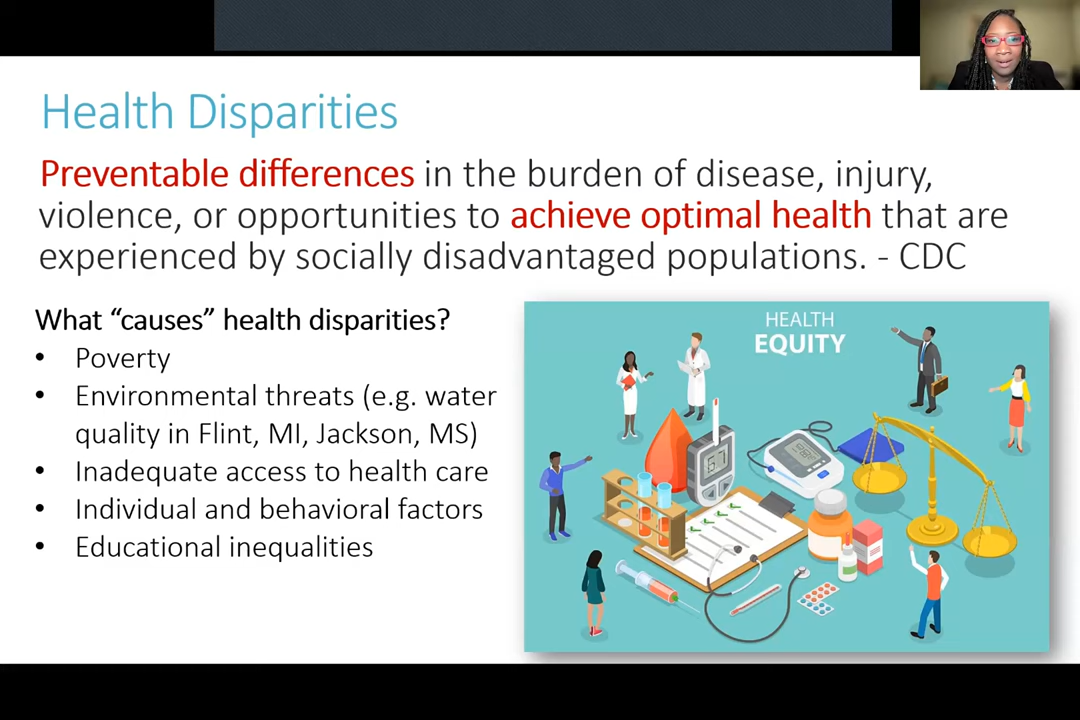 Health Disparities
Preventable differences in the burden of disease, injury,
violence, or opportunities to achieve optimal health that are
experienced by socially disadvantaged populations. - CDC
What “causes” health disparities?
• Poverty
• Environmental threats (e.g. water
quality in Flint, MI, Jackson, MS)
• Inadequate access to health care
• Individual and behavioral factors
• Educational inequalities
HEALTH
EQUITY